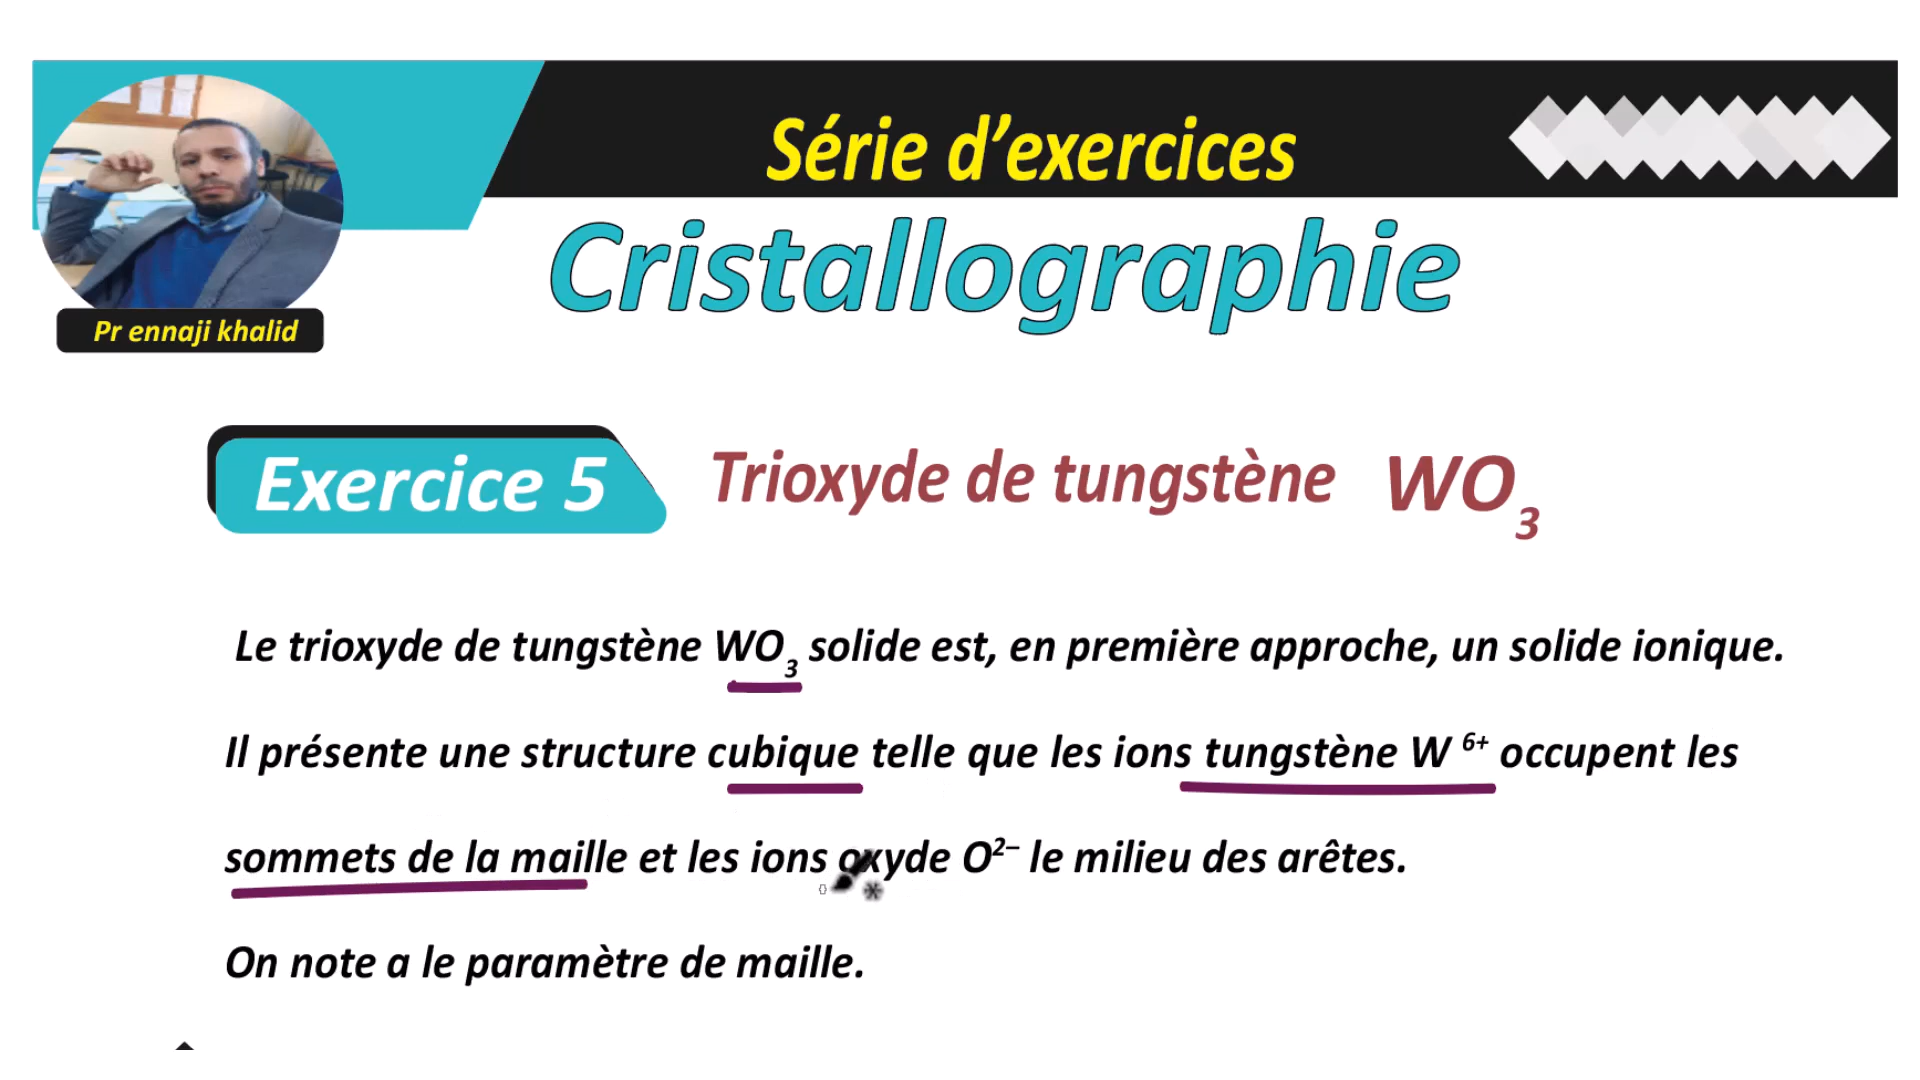 Série d’exercices
Cristallographie
Pr ennaji khalid
Exercice 5 Trioxyde de tungstène WO₃
Le trioxyde de tungstène WO₃ solide est, en première approche, un solide ionique.
Il présente une structure cubique telle que les ions tungstène W ⁶⁺ occupent les
sommets de la maille et les ions oxyde O²⁻ le milieu des arêtes.
On note a le paramètre de maille.